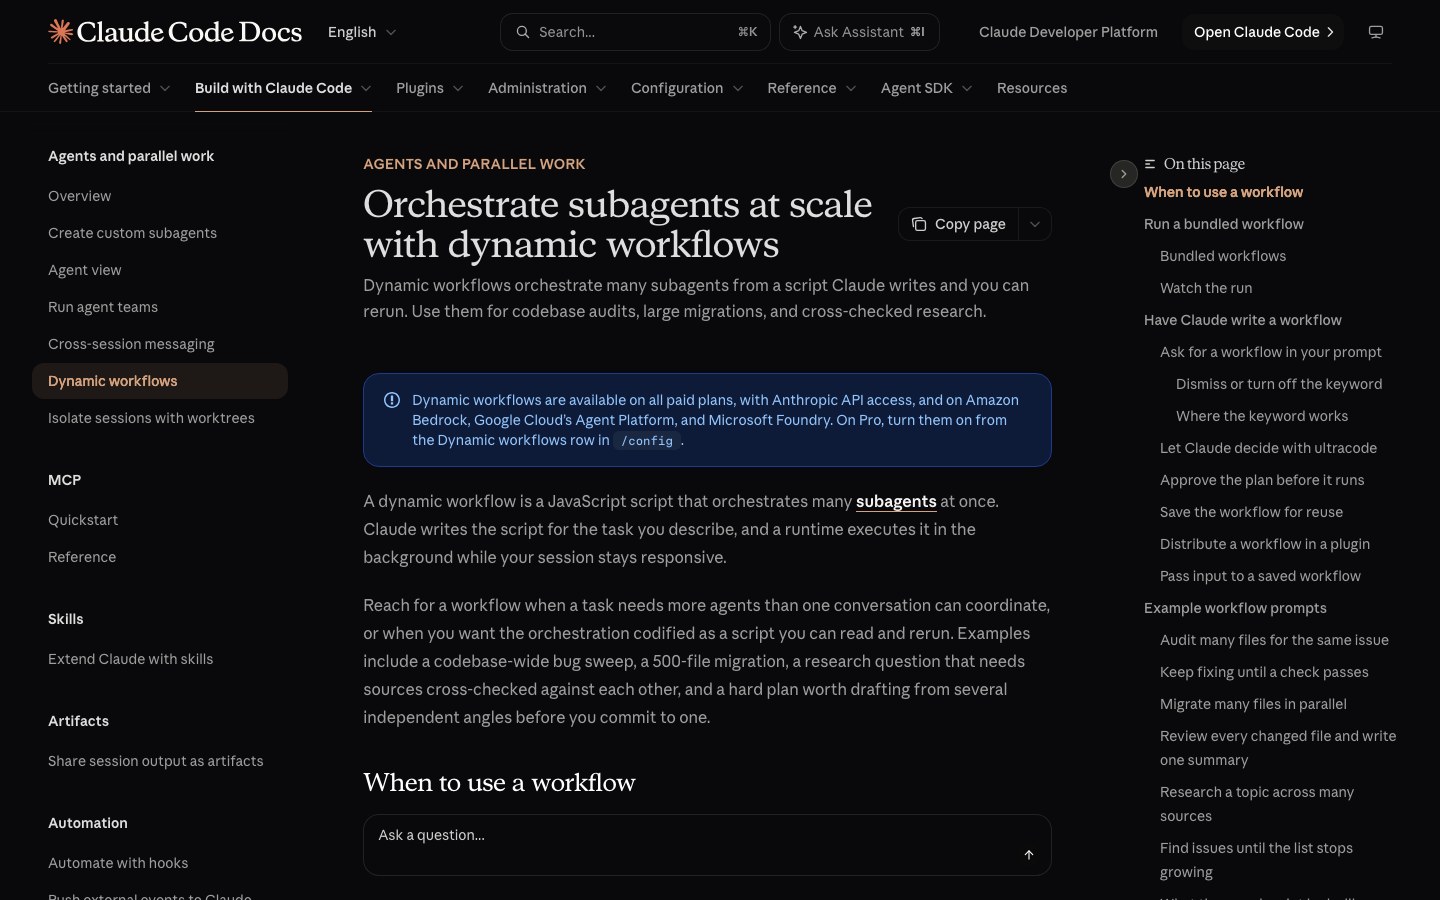 Claude Code Docs
English
Search...
⌘K
Ask Assistant ⌘I
Claude Developer Platform
Open Claude Code
Getting started
Build with Claude Code
Plugins
Administration
Configuration
Reference
Agent SDK
Resources
Agents and parallel work
Overview
Create custom subagents
Agent view
Run agent teams
Cross-session messaging
Dynamic workflows
Isolate sessions with worktrees
MCP
Quickstart
Reference
Skills
Extend Claude with skills
Artifacts
Share session output as artifacts
Automation
Automate with hooks
Push external events to Claude
AGENTS AND PARALLEL WORK
Orchestrate subagents at scale
with dynamic workflows
Copy page
Dynamic workflows orchestrate many subagents from a script Claude writes and you can
rerun. Use them for codebase audits, large migrations, and cross-checked research.
Dynamic workflows are available on all paid plans, with Anthropic API access, and on Amazon
Bedrock, Google Cloud's Agent Platform, and Microsoft Foundry. On Pro, turn them on from
the Dynamic workflows row in /config .
A dynamic workflow is a JavaScript script that orchestrates many subagents at once.
Claude writes the script for the task you describe, and a runtime executes it in the
background while your session stays responsive.
Reach for a workflow when a task needs more agents than one conversation can coordinate,
or when you want the orchestration codified as a script you can read and rerun. Examples
include a codebase-wide bug sweep, a 500-file migration, a research question that needs
sources cross-checked against each other, and a hard plan worth drafting from several
independent angles before you commit to one.
When to use a workflow
Ask a question...
On this page
When to use a workflow
Run a bundled workflow
Bundled workflows
Watch the run
Have Claude write a workflow
Ask for a workflow in your prompt
Dismiss or turn off the keyword
Where the keyword works
Let Claude decide with ultracode
Approve the plan before it runs
Save the workflow for reuse
Distribute a workflow in a plugin
Pass input to a saved workflow
Example workflow prompts
Audit many files for the same issue
Keep fixing until a check passes
Migrate many files in parallel
Review every changed file and write
one summary
Research a topic across many
sources
Find issues until the list stops
growing